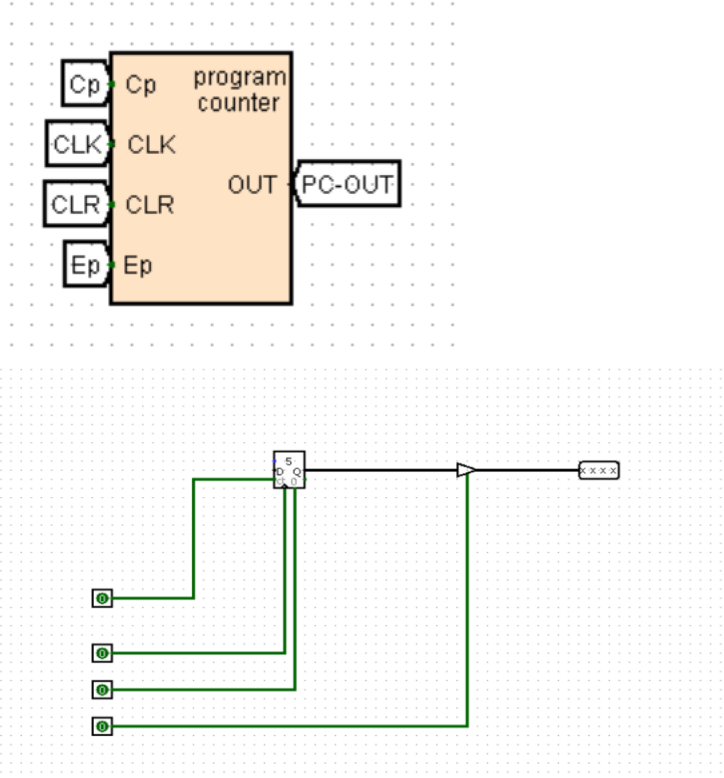 Cp
Cp
program
counter
CLK
CLK
OUT
PC-OUT
CLR
CLR
Ep
Ep
5
D Q
0
x x x x
0
0
0
0